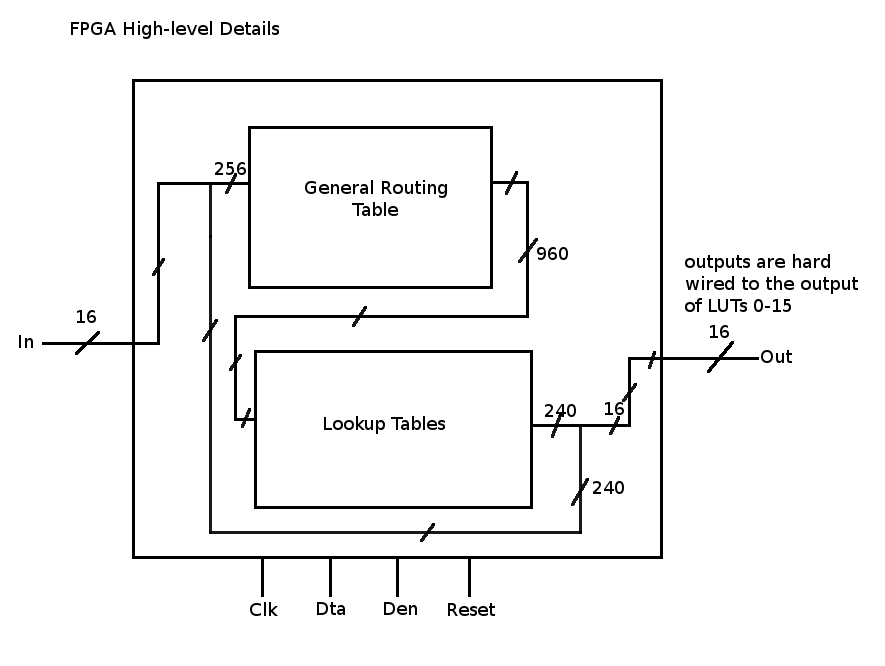 FPGA High-level Details
256
General Routing
Table
960
outputs are hard
wired to the output
of LUTs 0-15
16
In
16
Out
Lookup Tables
240
16
240
Clk
Dta
Den
Reset